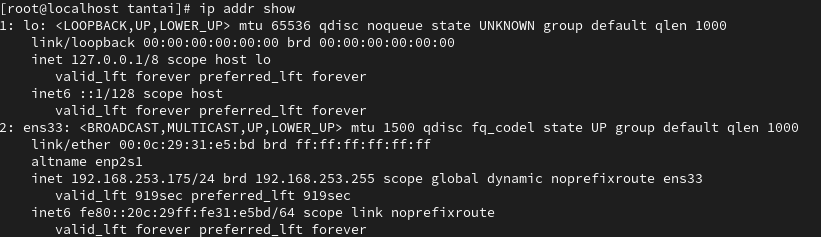 [root@localhost tantai]# ip addr show
1: lo: <LOOPBACK,UP,LOWER_UP> mtu 65536 qdisc noqueue state UNKNOWN group default qlen 1000
    link/loopback 00:00:00:00:00:00 brd 00:00:00:00:00:00
    inet 127.0.0.1/8 scope host lo
       valid_lft forever preferred_lft forever
    inet6 ::1/128 scope host
       valid_lft forever preferred_lft forever
2: ens33: <BROADCAST,MULTICAST,UP,LOWER_UP> mtu 1500 qdisc fq_codel state UP group default qlen 1000
    link/ether 00:0c:29:31:e5:bd brd ff:ff:ff:ff:ff:ff
    altname enp2s1
    inet 192.168.253.175/24 brd 192.168.253.255 scope global dynamic noprefixroute ens33
       valid_lft 919sec preferred_lft 919sec
    inet6 fe80::20c:29ff:fe31:e5bd/64 scope link noprefixroute
       valid_lft forever preferred_lft forever